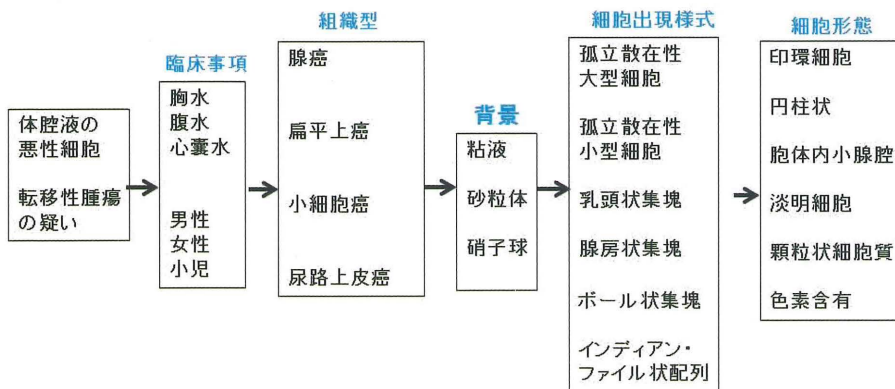 体腔液の
悪性細胞
転移性腫瘍
の疑い
臨床事項
胸水
腹水
心嚢水
男性
女性
小児
組織型
腺癌
扁平上癌
小細胞癌
尿路上皮癌
背景
粘液
砂粒体
硝子球
細胞出現様式
孤立散在性
大型細胞
孤立散在性
小型細胞
乳頭状集塊
腺房状集塊
ボール状集塊
インディアン・
ファイル状配列
細胞形態
印環細胞
円柱状
胞体内小腺腔
淡明細胞
顆粒状細胞質
色素含有